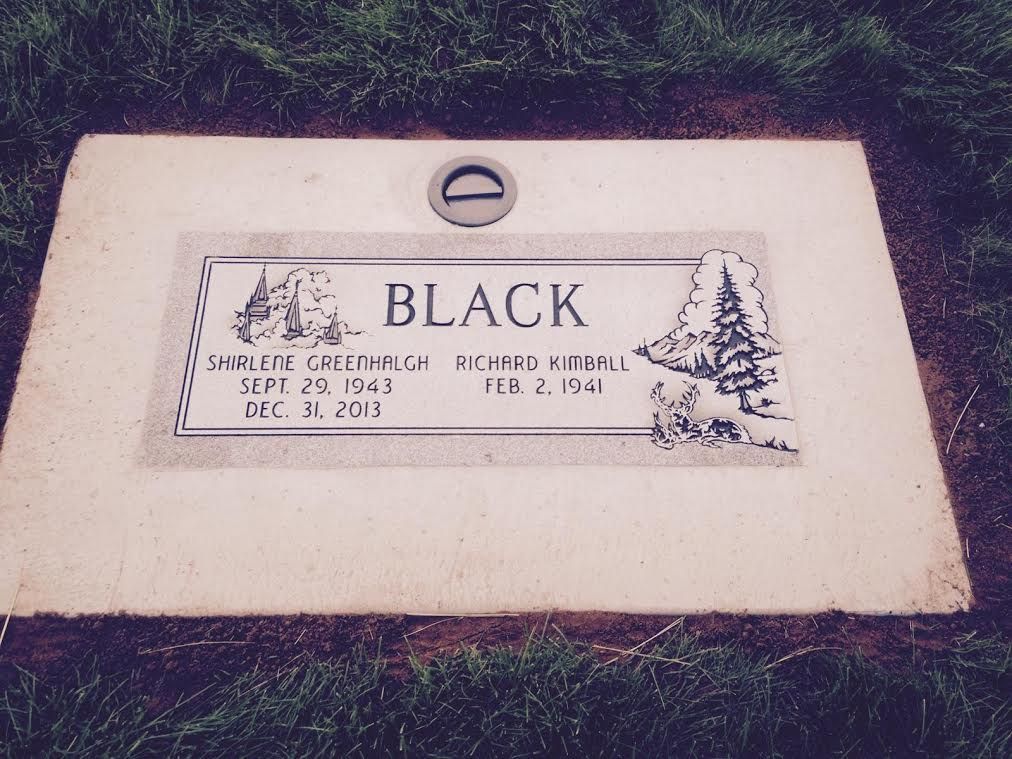 BLACK
SHIRLENE GREENHALGH
SEPT. 29, 1943
DEC. 31, 2013
RICHARD KIMBALL
FEB. 2, 1941